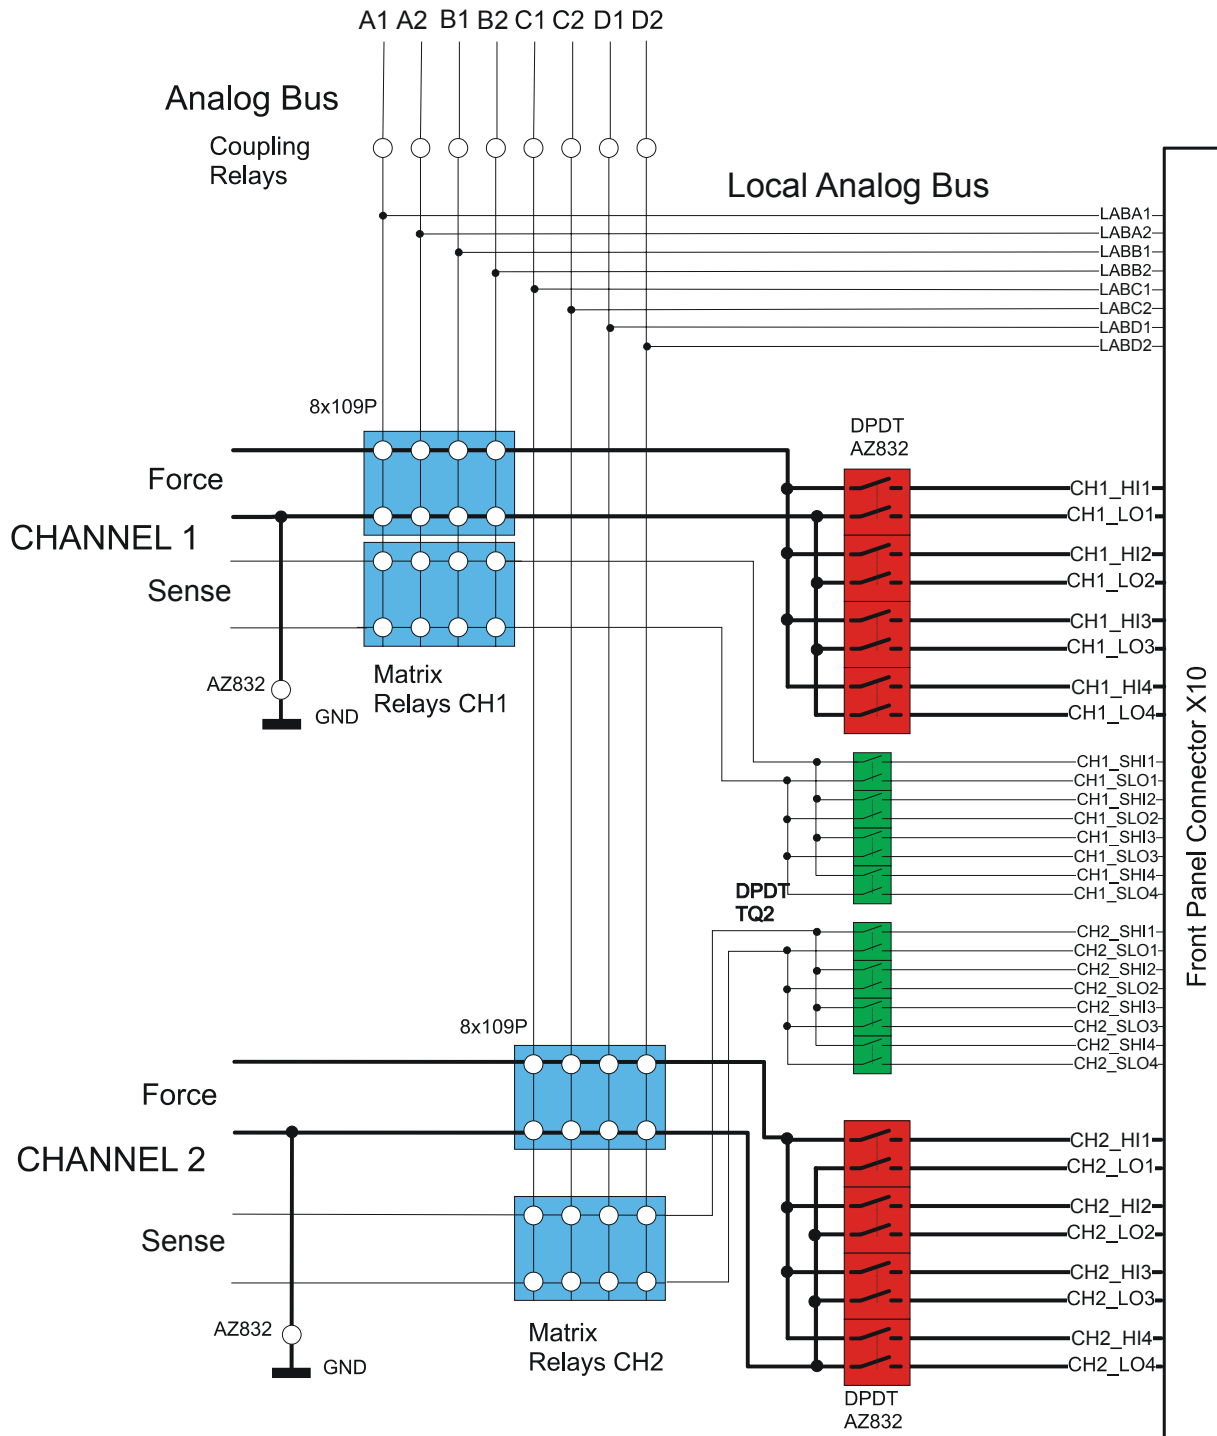 A1 A2 B1 B2 C1 C2 D1 D2
Analog Bus
Coupling
Relays
Local Analog Bus
LABA1
LABA2
LABB1
LABB2
LABC1
LABC2
LABD1
LABD2
8x109P
DPDT
AZ832
Force
CHANNEL 1
Sense
CH1_HI1
CH1_LO1
CH1_HI2
CH1_LO2
CH1_HI3
CH1_LO3
CH1_HI4
CH1_LO4
AZ832
GND
Matrix
Relays CH1
Front Panel Connector X10
CH1_SHI1
CH1_SLO1
CH1_SHI2
CH1_SLO2
CH1_SHI3
CH1_SLO3
CH1_SHI4
CH1_SLO4
DPDT
TQ2
CH2_SHI1
CH2_SLO1
CH2_SHI2
CH2_SLO2
CH2_SHI3
CH2_SLO3
CH2_SHI4
CH2_SLO4
8x109P
Force
CHANNEL 2
Sense
CH2_HI1
CH2_LO1
CH2_HI2
CH2_LO2
CH2_HI3
CH2_LO3
CH2_HI4
CH2_LO4
AZ832
GND
Matrix
Relays CH2
DPDT
AZ832